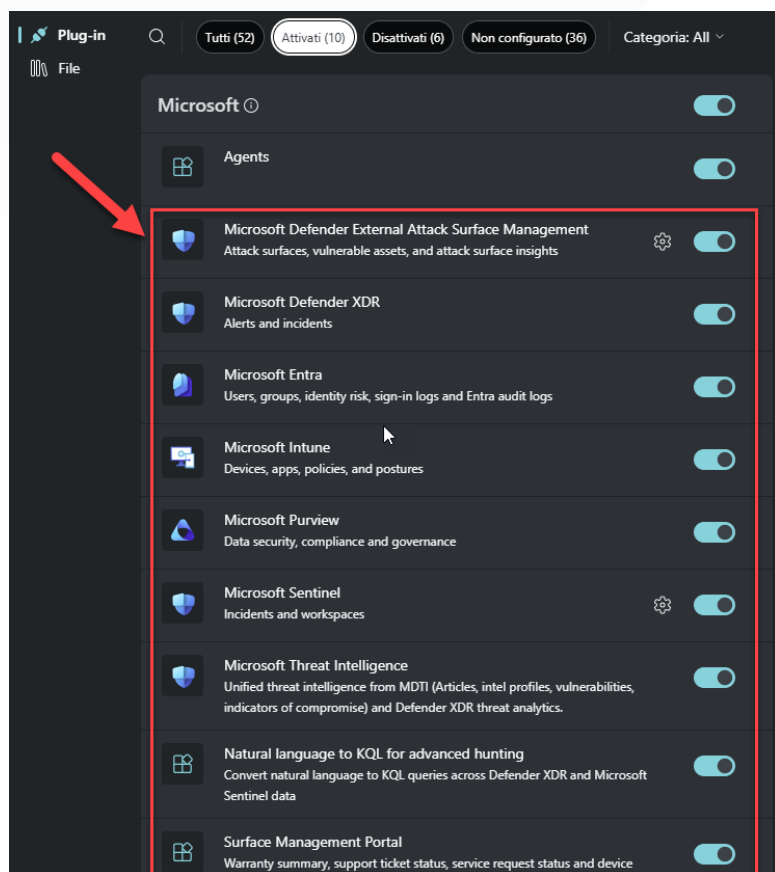 Plug-in
Tutti (52)
Attivati (10)
Disattivati (6)
Non configurato (36)
Categoria: All
File
Microsoft
Agents
Microsoft Defender External Attack Surface Management
Attack surfaces, vulnerable assets, and attack surface insights
Microsoft Defender XDR
Alerts and incidents
Microsoft Entra
Users, groups, identity risk, sign-in logs and Entra audit logs
Microsoft Intune
Devices, apps, policies, and postures
Microsoft Purview
Data security, compliance and governance
Microsoft Sentinel
Incidents and workspaces
Microsoft Threat Intelligence
Unified threat intelligence from MDTI (Articles, intel profiles, vulnerabilities,
indicators of compromise) and Defender XDR threat analytics.
Natural language to KQL for advanced hunting
Convert natural language to KQL queries across Defender XDR and Microsoft
Sentinel data
Surface Management Portal
Warranty summary, support ticket status, service request status and device